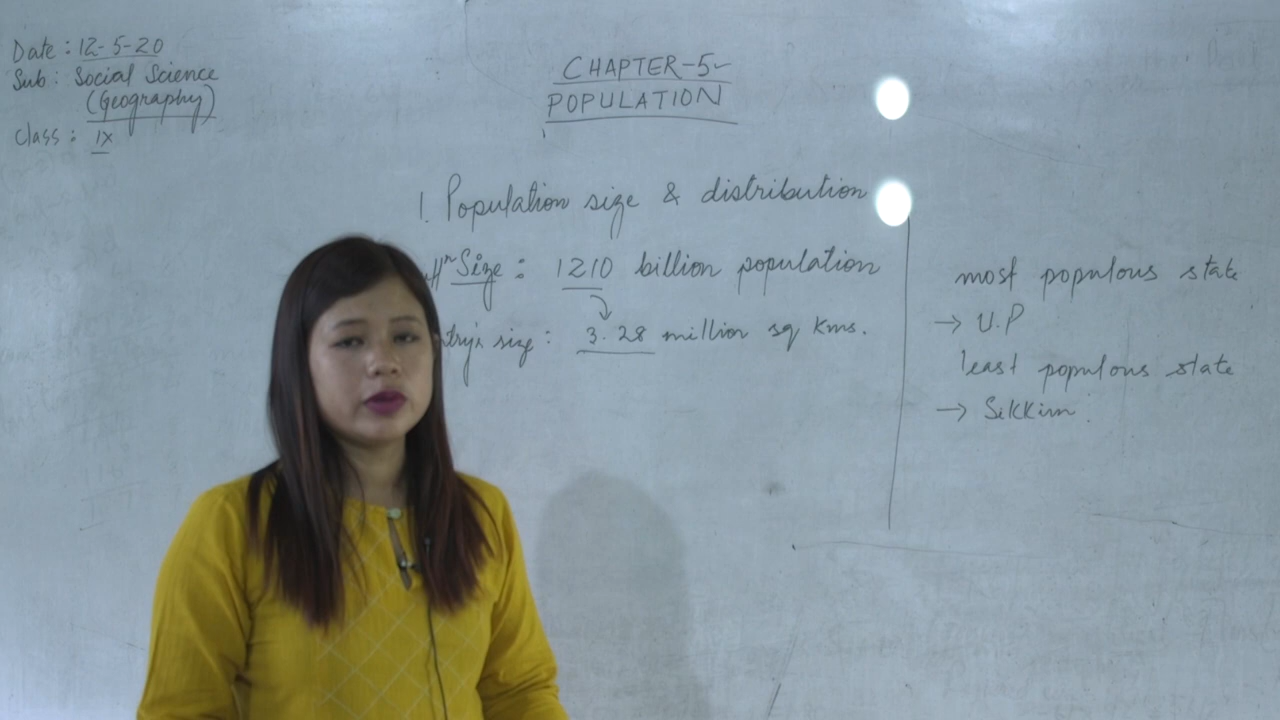 Date : 12-5-20
Sub : Social Science
(Geography)
Class : IX
CHAPTER-5
POPULATION
1. Population size & distribution
Size : 1210 billion population
size : 3.28 million sq Kms.
most populous state
→ U.P
least populous state
→ Sikkim